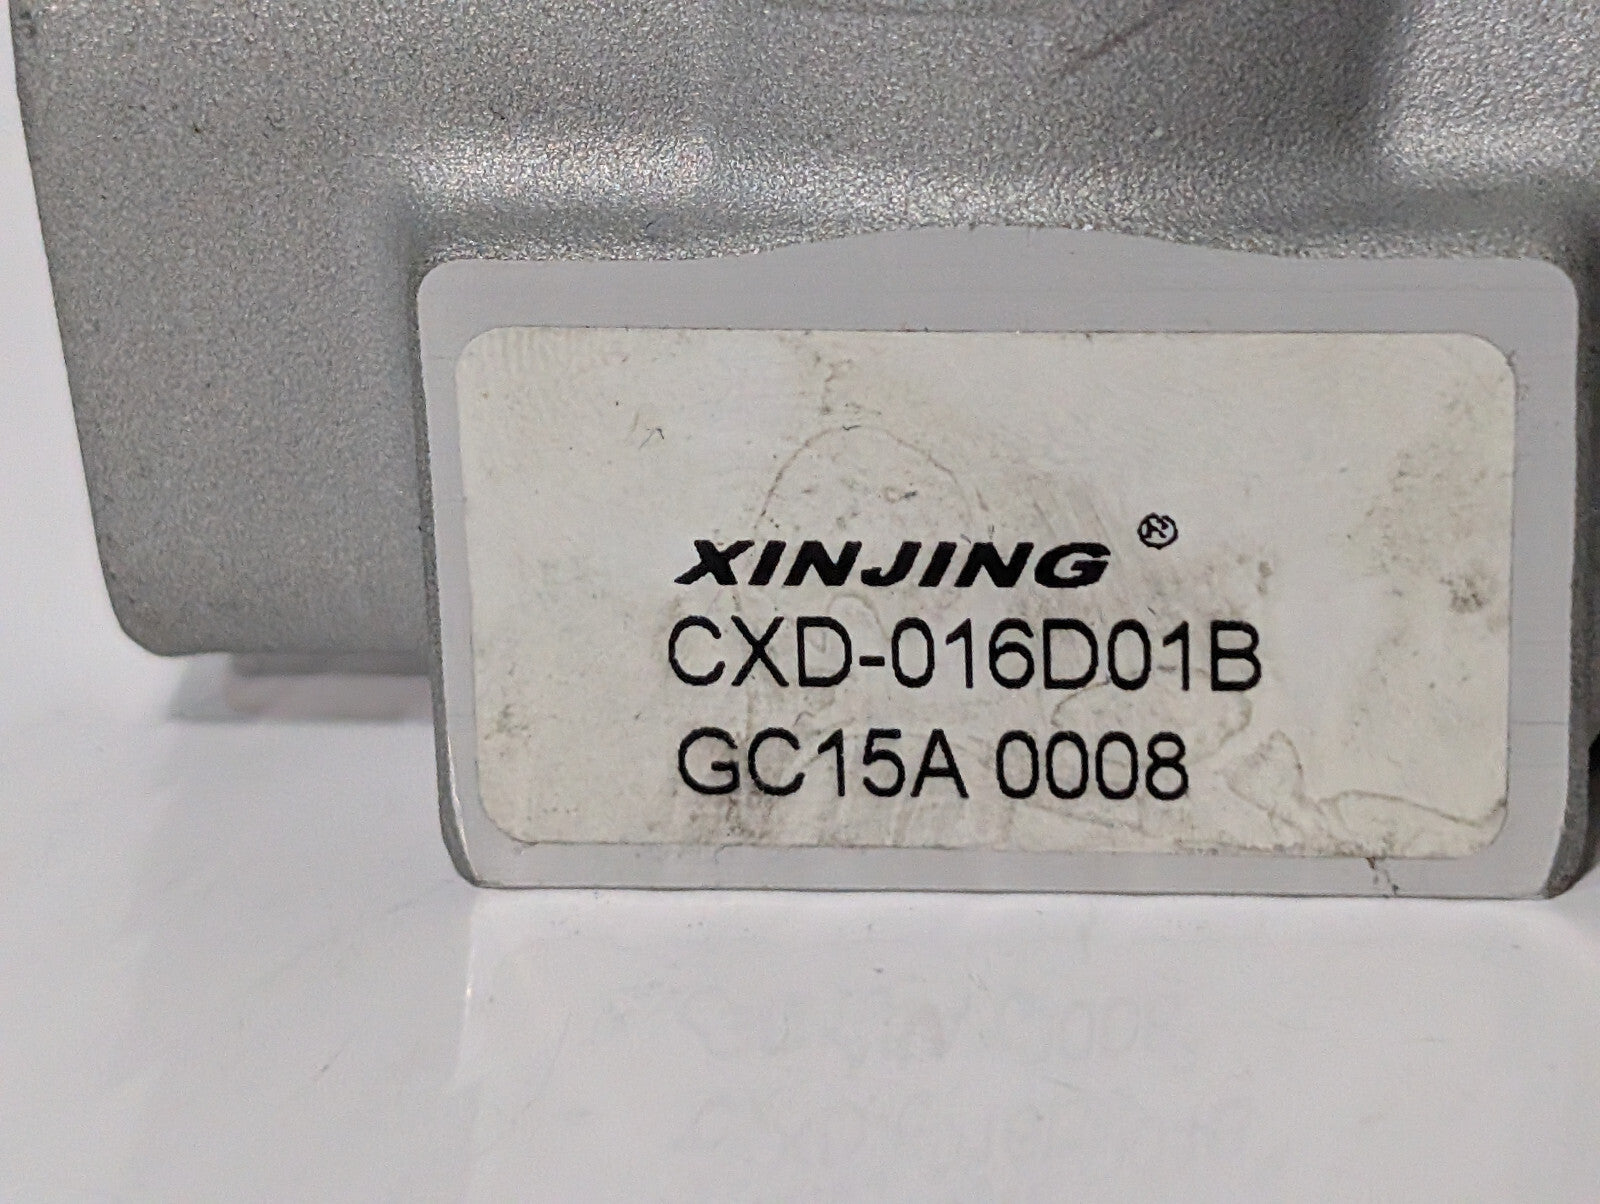 XINJING®
CXD-016D01B
GC15A 0008